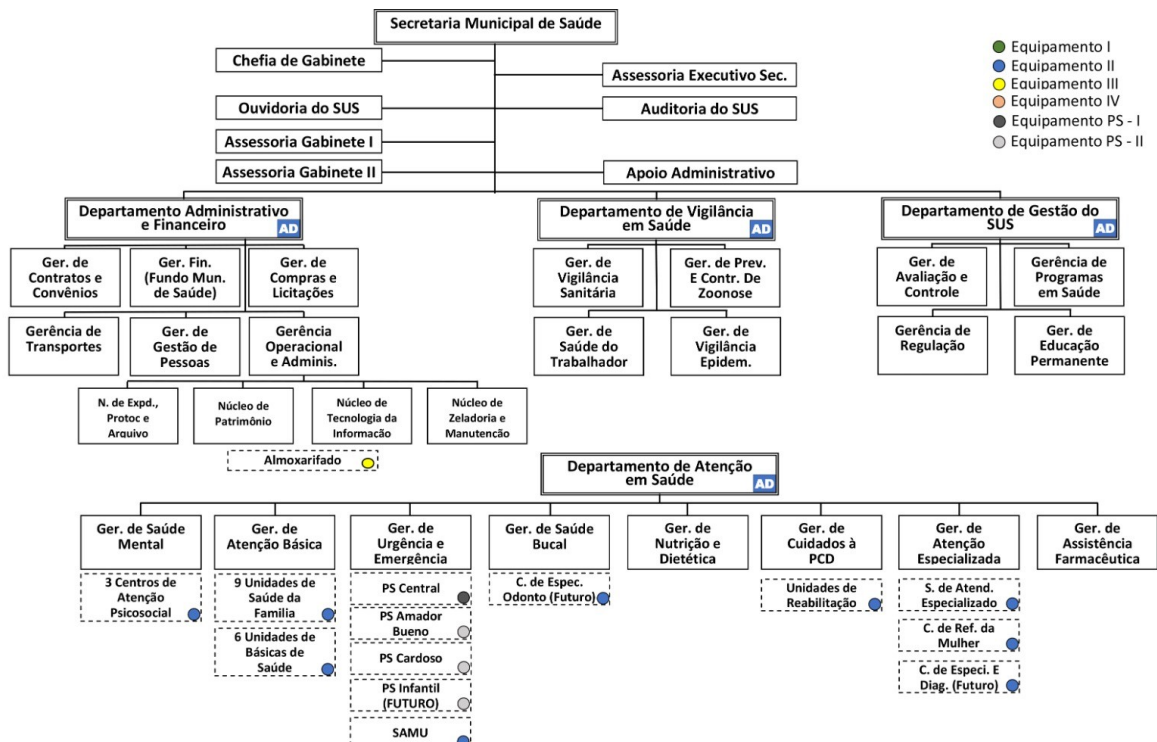 Secretaria Municipal de Saúde
Chefia de Gabinete
Assessoria Executivo Sec.
Ouvidoria do SUS
Auditoria do SUS
Assessoria Gabinete I
Assessoria Gabinete II
Apoio Administrativo
Equipamento I
Equipamento II
Equipamento III
Equipamento IV
Equipamento PS - I
Equipamento PS - II
Departamento Administrativo
e Financeiro
AD
Departamento de Vigilância
em Saúde
AD
Departamento de Gestão do
SUS
AD
Ger. de
Contratos e
Convênios
Ger. Fin.
(Fundo Mun.
de Saúde)
Ger. de
Compras e
Licitações
Gerência de
Transportes
Ger. de
Gestão de
Pessoas
Gerência
Operacional
e Adminis.
Ger. de
Vigilância
Sanitária
Ger. de Prev.
E Contr. De
Zoonose
Ger. de
Saúde do
Trabalhador
Ger. de
Vigilância
Epidem.
Ger. de
Avaliação e
Controle
Gerência de
Programas
em Saúde
Gerência
de Regulação
Ger. de
Educação
Permanente
N. de Expd.,
Protoc e
Arquivo
Núcleo de
Patrimônio
Núcleo de
Tecnologia da
Informação
Núcleo de
Zeladoria e
Manutenção
Almoxarifado
Departamento de Atenção
em Saúde
AD
Ger. de Saúde
Mental
Ger. de
Atenção Básica
Ger. de
Urgência e
Emergência
Ger. de Saúde
Bucal
Ger. de
Nutrição e
Dietética
Ger. de
Cuidados à
PCD
Ger. de
Atenção
Especializada
Ger. de
Assistência
Farmacêutica
3 Centros de
Atenção
Psicosocial
9 Unidades de
Saúde da
Familia
6 Unidades de
Básicas de
Saúde
PS Central
PS Amador
Bueno
PS Cardoso
PS Infantil
(FUTURO)
SAMU
C. de Espec.
Odonto (Futuro)
Unidades de
Reabilitação
S. de Atend.
Especializado
C. de Ref. da
Mulher
C. de Especi. E
Diag. (Futuro)